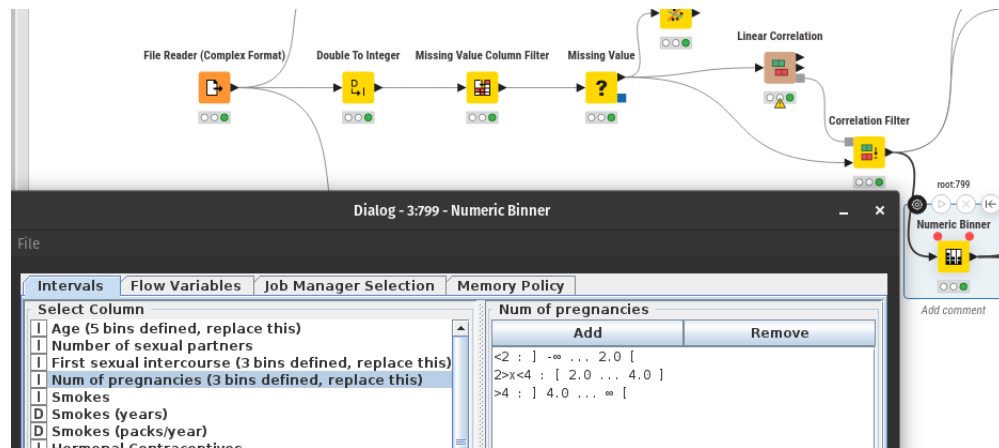 Linear Correlation
File Reader (Complex Format)
Double To Integer
Missing Value Column Filter
Missing Value
D
I
?
Correlation Filter
root:799
Dialog - 3:799 - Numeric Binner
Numeric Binner
File
Add comment
Intervals
Flow Variables
Job Manager Selection
Memory Policy
Select Column
I Age (5 bins defined, replace this)
I Number of sexual partners
I First sexual intercourse (3 bins defined, replace this)
I Num of pregnancies (3 bins defined, replace this)
I Smokes
D Smokes (years)
D Smokes (packs/year)
Hormonal Contraceptives
Num of pregnancies
Add
Remove
<2 : ] -∞ ... 2.0 [
2>x<4 : [ 2.0 ... 4.0 ]
>4 : ] 4.0 ... ∞ [